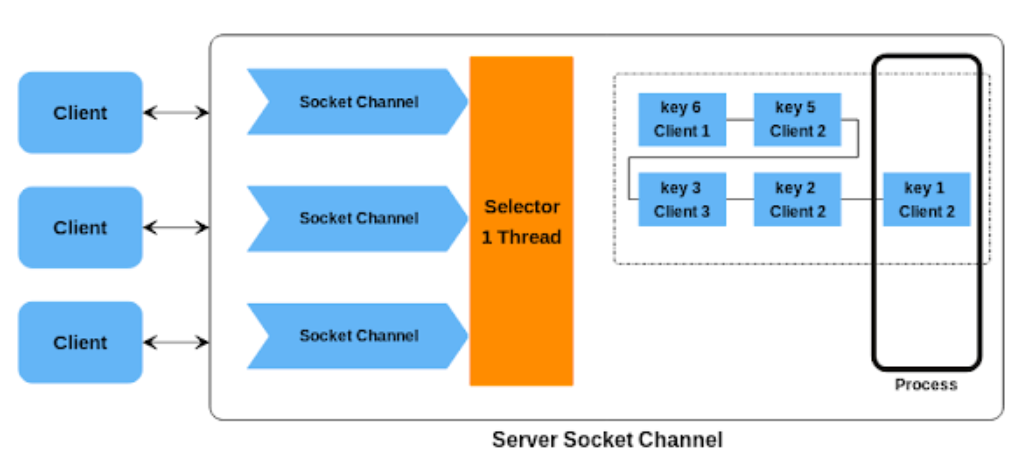 Client
Client
Client
Socket Channel
Socket Channel
Socket Channel
Selector
1 Thread
key 6
Client 1
key 5
Client 2
key 3
Client 3
key 2
Client 2
key 1
Client 2
Process
Server Socket Channel